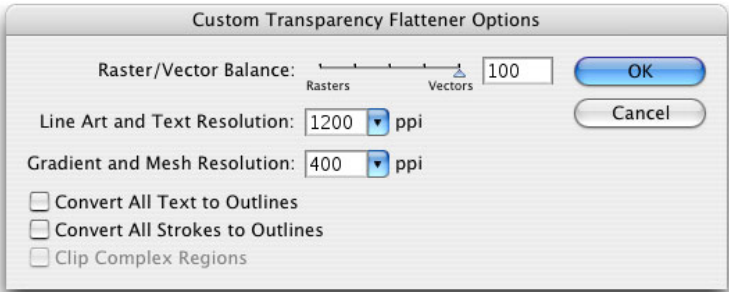 Custom Transparency Flattener Options
Raster/Vector Balance:
Rasters
Vectors
100
OK
Line Art and Text Resolution: 1200 ppi
Cancel
Gradient and Mesh Resolution: 400 ppi
Convert All Text to Outlines
Convert All Strokes to Outlines
Clip Complex Regions